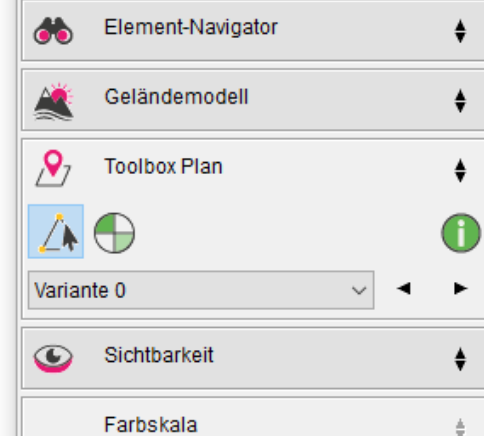 Element-Navigator
Geländemodell
Toolbox Plan
Variante 0
Sichtbarkeit
Farbskala